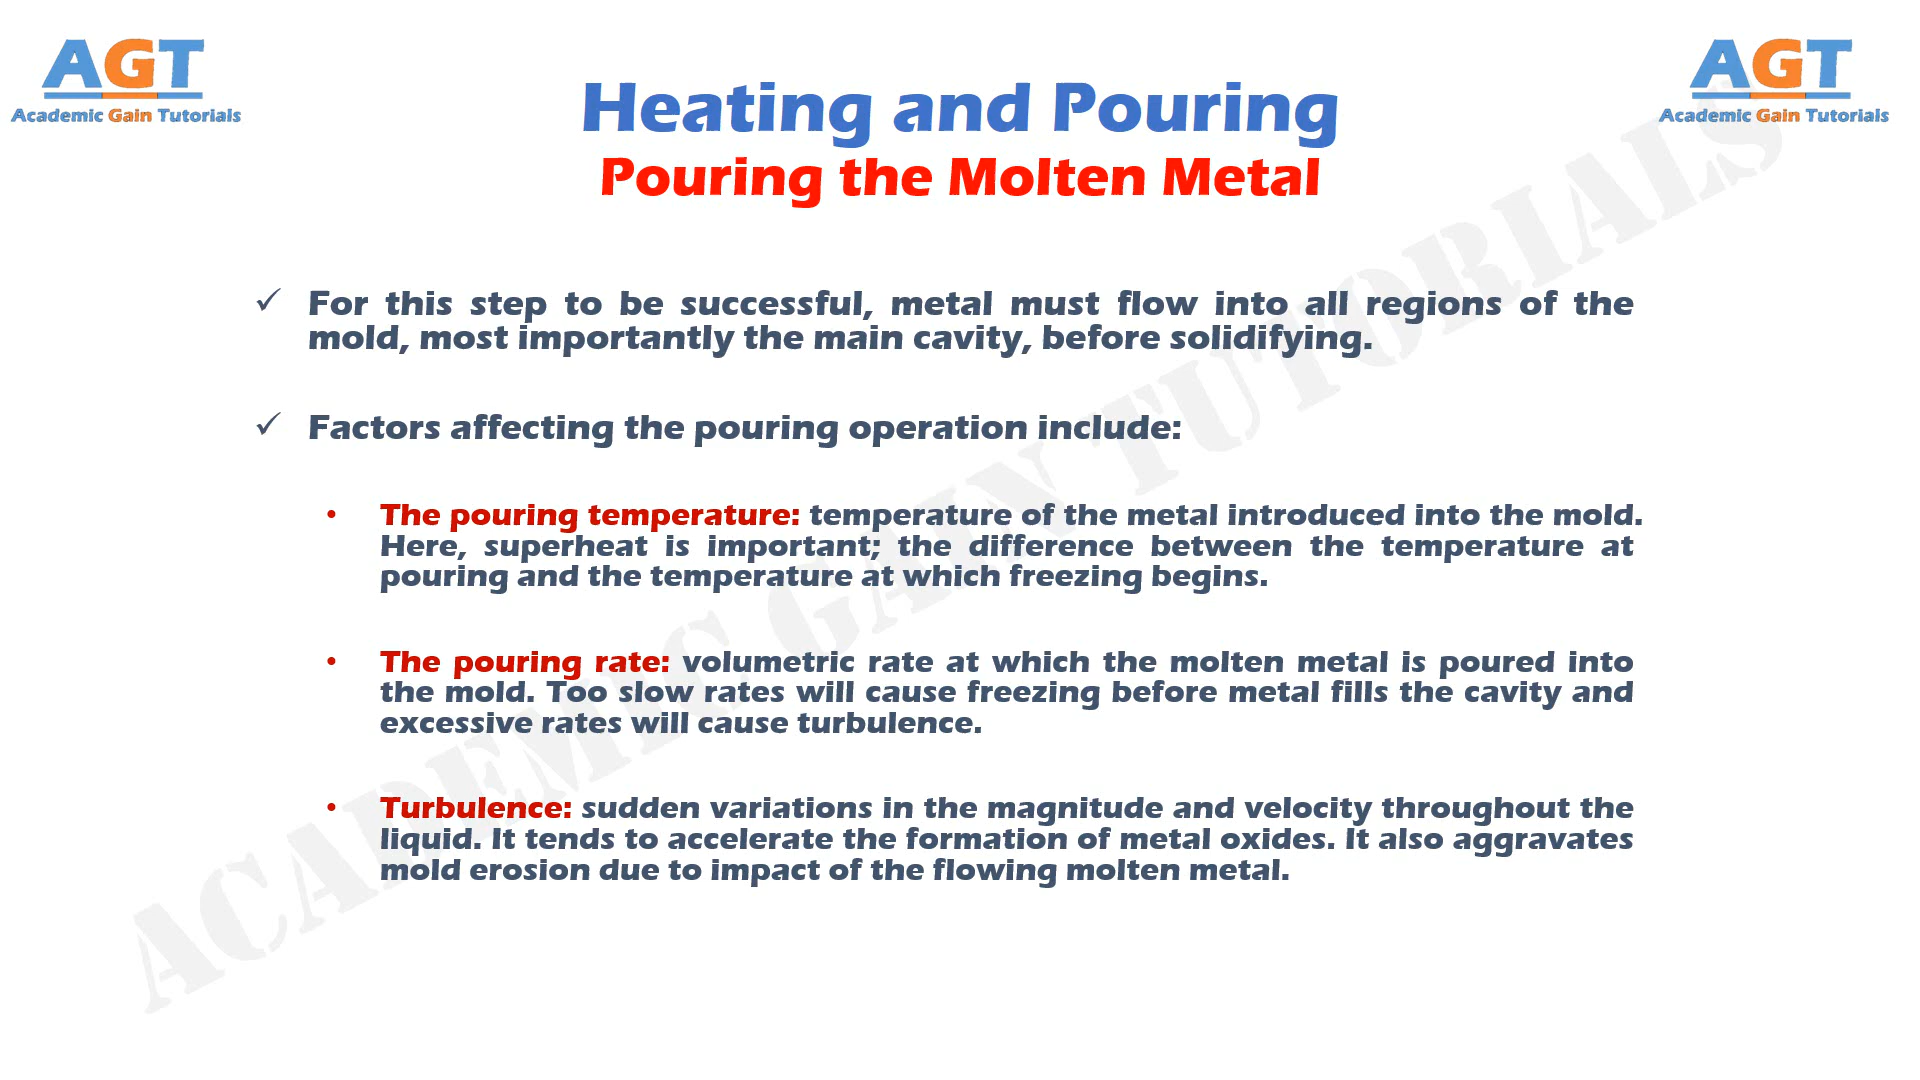 AGT
Academic Gain Tutorials
AGT
Academic Gain Tutorials
Heating and Pouring
Pouring the Molten Metal
✓ For this step to be successful, metal must flow into all regions of the
mold, most importantly the main cavity, before solidifying.
✓ Factors affecting the pouring operation include:
• The pouring temperature: temperature of the metal introduced into the mold.
Here, superheat is important; the difference between the temperature at
pouring and the temperature at which freezing begins.
• The pouring rate: volumetric rate at which the molten metal is poured into
the mold. Too slow rates will cause freezing before metal fills the cavity and
excessive rates will cause turbulence.
• Turbulence: sudden variations in the magnitude and velocity throughout the
liquid. It tends to accelerate the formation of metal oxides. It also aggravates
mold erosion due to impact of the flowing molten metal.
ACADEMIC GAIN TUTORIALS